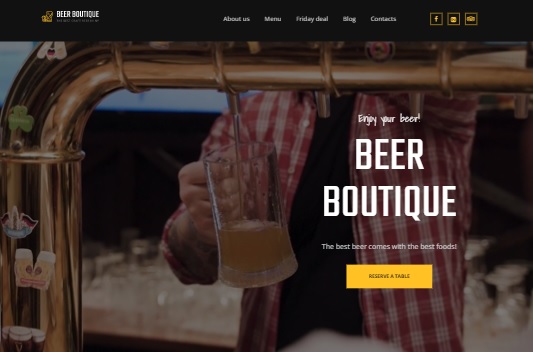 BEER BOUTIQUE
About us Menu Friday deal Blog Contacts
Enjoy your beer!
BEER
BOUTIQUE
The best beer comes with the best foods!
RESERVE A TABLE